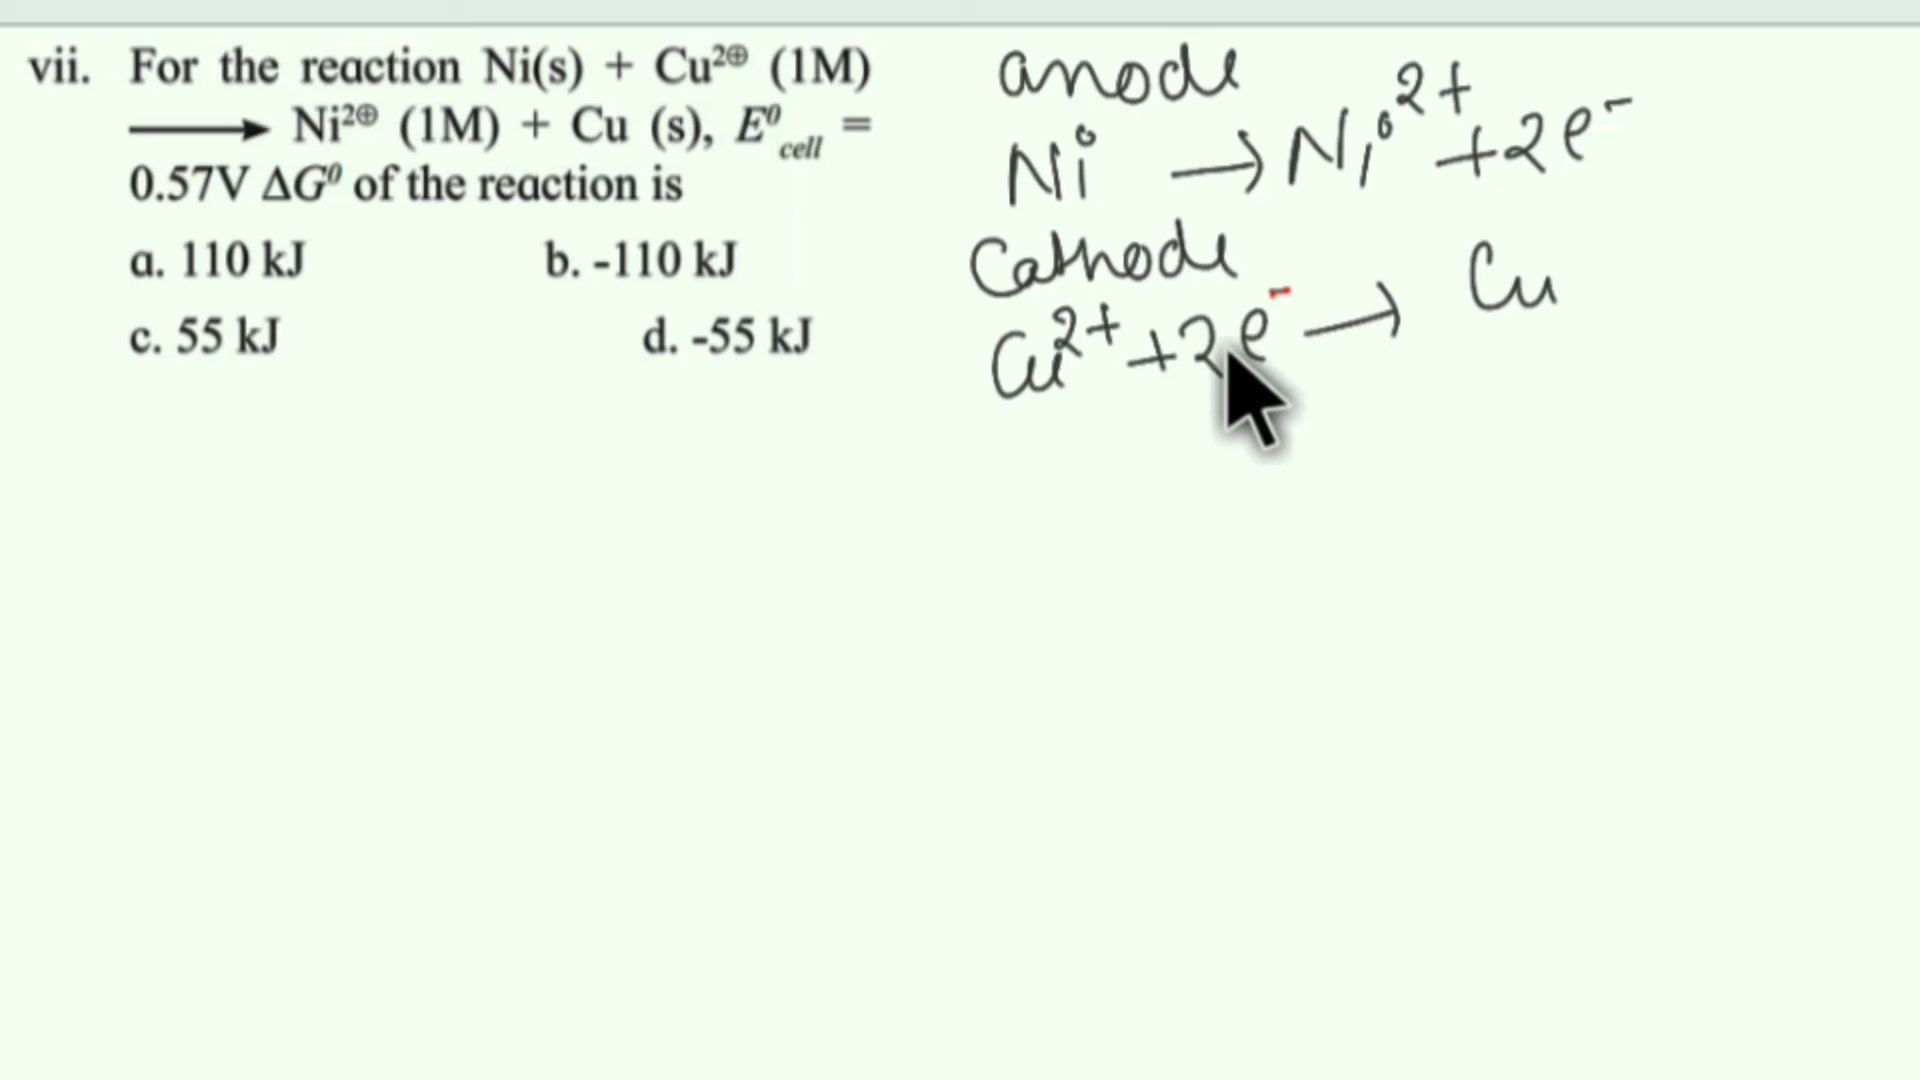 vii. For the reaction Ni(s) + Cu²⊕ (1M)
⟶ Ni²⊕ (1M) + Cu (s), E⁰cell =
0.57V ΔG⁰ of the reaction is
a. 110 kJ b. -110 kJ
c. 55 kJ d. -55 kJ
anode
Ni → Ni²⁺ + 2e⁻
Cathode
Cu²⁺ + 2e⁻ → Cu